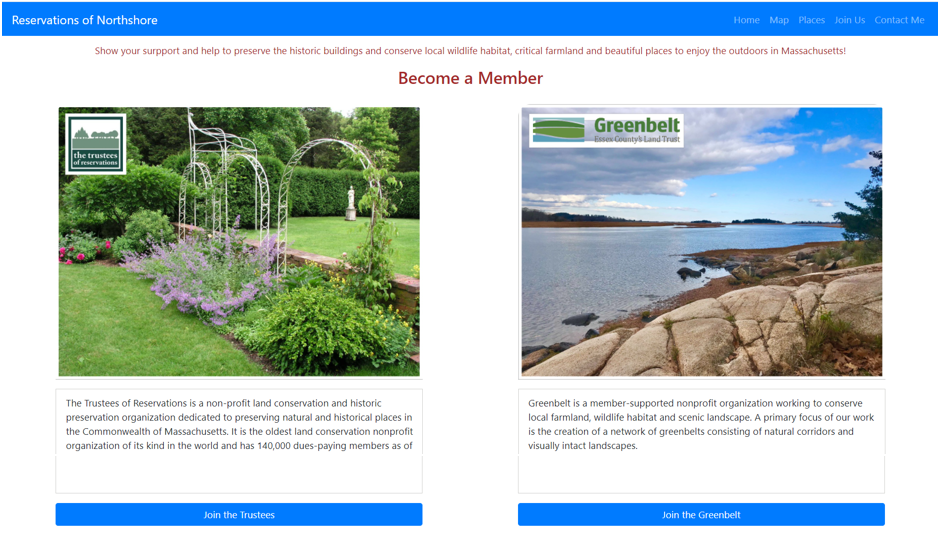 Reservations of Northshore
Home Map Places Join Us Contact Me
Show your surpport and help to preserve the historic buildings and conserve local wildlife habitat, critical farmland and beautiful places to enjoy the outdoors in Massachusetts!
Become a Member
the trustees
of reservations
Greenbelt
Essex County's Land Trust
The Trustees of Reservations is a non-profit land conservation and historic
preservation organization dedicated to preserving natural and historical places in
the Commonwealth of Massachusetts. It is the oldest land conservation nonprofit
organization of its kind in the world and has 140,000 dues-paying members as of
Greenbelt is a member-supported nonprofit organization working to conserve
local farmland, wildlife habitat and scenic landscape. A primary focus of our work
is the creation of a network of greenbelts consisting of natural corridors and
visually intact landscapes.
Join the Trustees
Join the Greenbelt